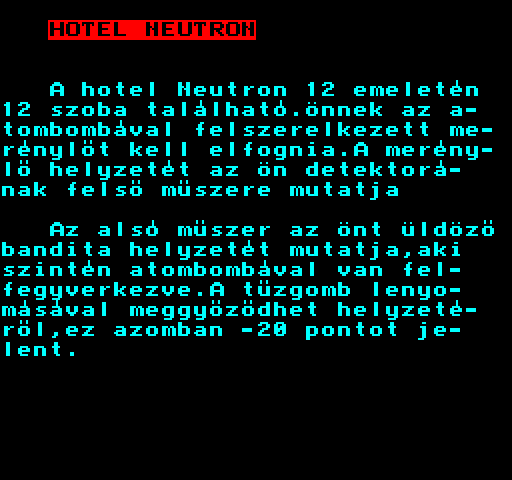 HOTEL NEUTRON
A hotel Neutron 12 emeletén
12 szoba található.önnek az a-
tombombával felszerelkezett me-
rénylöt kell elfognia.A merény-
lö helyzetét az ön detektorá-
nak felsö müszere mutatja
Az alsó müszer az önt üldözö
bandita helyzetét mutatja,aki
szintén atombombával van fel-
fegyverkezve.A tüzgomb lenyo-
másával meggyözödhet helyzeté-
röl,ez azomban -20 pontot je-
lent.